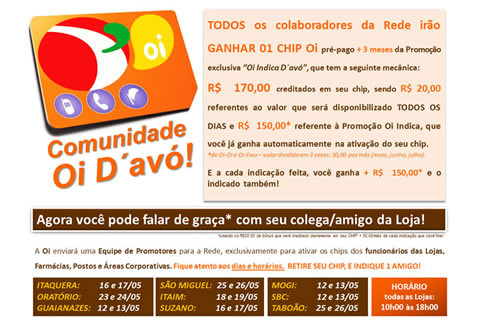 TODOS os colaboradores da Rede irão
GANHAR 01 CHIP Oi pré-pago + 3 meses da Promoção
exclusiva "Oi Indica D´avó", que tem a seguinte mecânica:
R$ 170,00 creditados em seu chip, sendo R$ 20,00
referentes ao valor que será disponibilizado TODOS OS
DIAS e R$ 150,00* referente à Promoção Oi Indica, que
você já ganha automaticamente na ativação do seu chip.
*de Oi-Oi e Oi-Fixo – valor dividido em 3 vezes: 50,00 por mês (maio, junho, julho).
E a cada indicação feita, você ganha + R$ 150,00* e o
indicado também!
oi
Comunidade
Oi D´avó!
Agora você pode falar de graça* com seu colega/amigo da Loja!
A Oi enviará uma Equipe de Promotores para a Rede, exclusivamente para ativar os chips dos funcionários das Lojas,
Farmácias, Postos e Áreas Corporativas. Fique atento aos dias e horários. RETIRE SEU CHIP, E INDIQUE 1 AMIGO!
ITAQUERA: 16 e 17/05 SÃO MIGUEL: 25 e 26/05 MOGI: 12 e 13/05 HORÁRIO
ORATÓRIO: 23 e 24/05 ITAIM: 18 e 19/05 SBC: 12 e 13/05 todas as Lojas:
GUAIANAZES: 12 e 13/05 SUZANO: 16 e 17/05 TABOÃO: 25 e 26/05 10h00 às 18h00